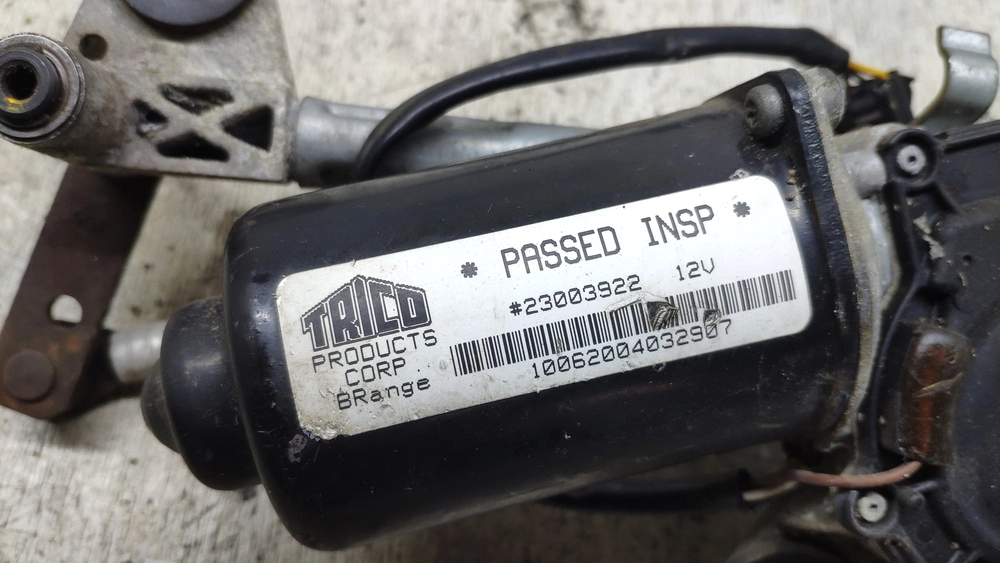 * PASSED INSP *
#23003922 12V
10062004032907
TRICO
PRODUCTS
CORP.
BRange